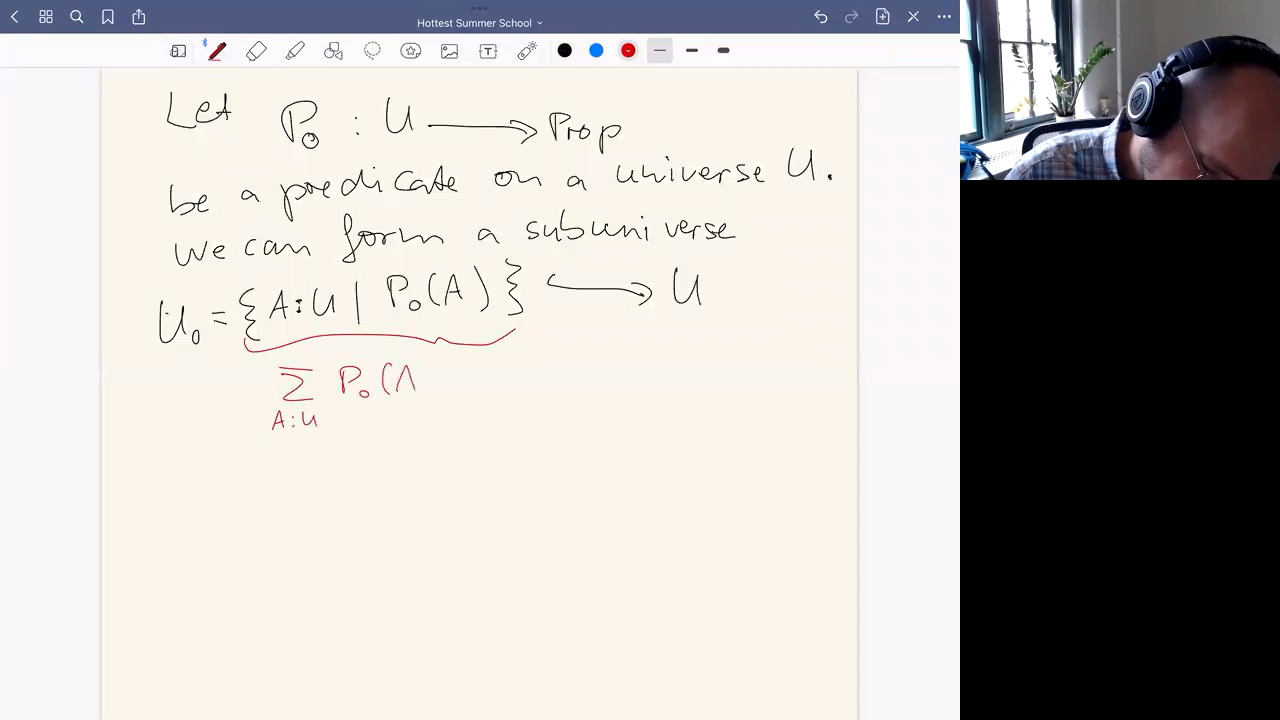 Hottest Summer School
Let P₀ : U ⟶ Prop
be a predicate on a universe U.
We can form a subuniverse
U₀ = {A:U | P₀(A)} ↪ U
∑ P₀(A
A:U